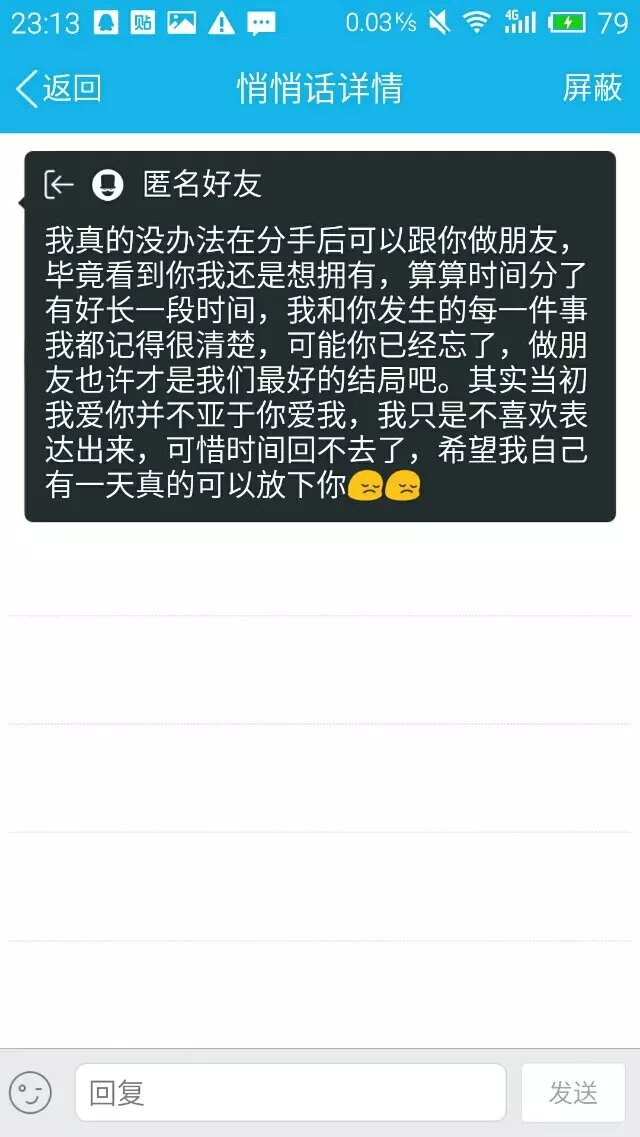 23:13 贴 0.03K/s 4G 79
返回 悄悄话详情 屏蔽
匿名好友
我真的没办法在分手后可以跟你做朋友，
毕竟看到你我还是想拥有，算算时间分了
有好长一段时间，我和你发生的每一件事
我都记得很清楚，可能你已经忘了，做朋
友也许才是我们最好的结局吧。其实当初
我爱你并不亚于你爱我，我只是不喜欢表
达出来，可惜时间回不去了，希望我自己
有一天真的可以放下你😔😔
回复 发送